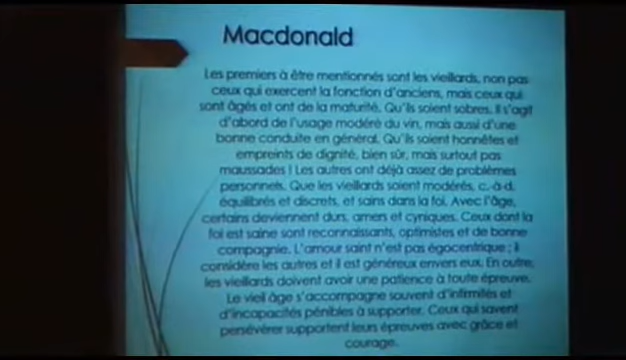 Macdonald
Les premiers à être mentionnés sont les vieillards, non pas
ceux qui exercent la fonction d'anciens, mais ceux qui
sont âgés et ont de la maturité. Qu'ils soient sobres. Il s'agit
d'abord de l'usage modéré du vin, mais aussi d'une
bonne conduite en général. Qu'ils soient honnêtes et
empreints de dignité, bien sûr, mais surtout pas
maussades ! Les autres ont déjà assez de problèmes
personnels. Que les vieillards soient modérés, c.-à-d.
équilibrés et discrets, et sains dans la foi. Avec l'âge,
certains deviennent durs, amers et cyniques. Ceux dont la
foi est saine sont reconnaissants, optimistes et de bonne
compagnie. L'amour saint n'est pas égocentrique ; il
considère les autres et il est généreux envers eux. En outre,
les vieillards doivent avoir une patience à toute épreuve.
Le vieil âge s'accompagne souvent d'infirmités et
d'incapacités pénibles à supporter. Ceux qui savent
persévérer supportent leurs épreuves avec grâce et
courage.